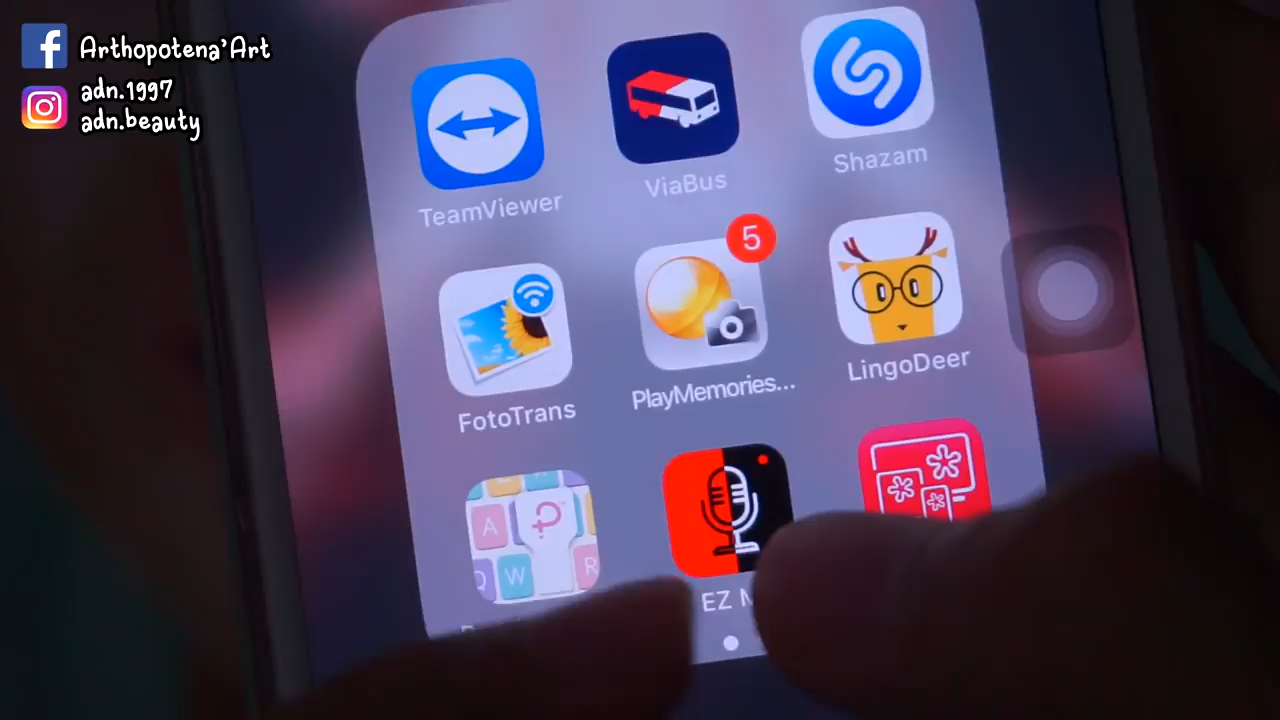 Arthopotena'Art
adn.1997
adn.beauty
TeamViewer
ViaBus
Shazam
5
FotoTrans
PlayMemories...
LingoDeer
A
W
R
EZ